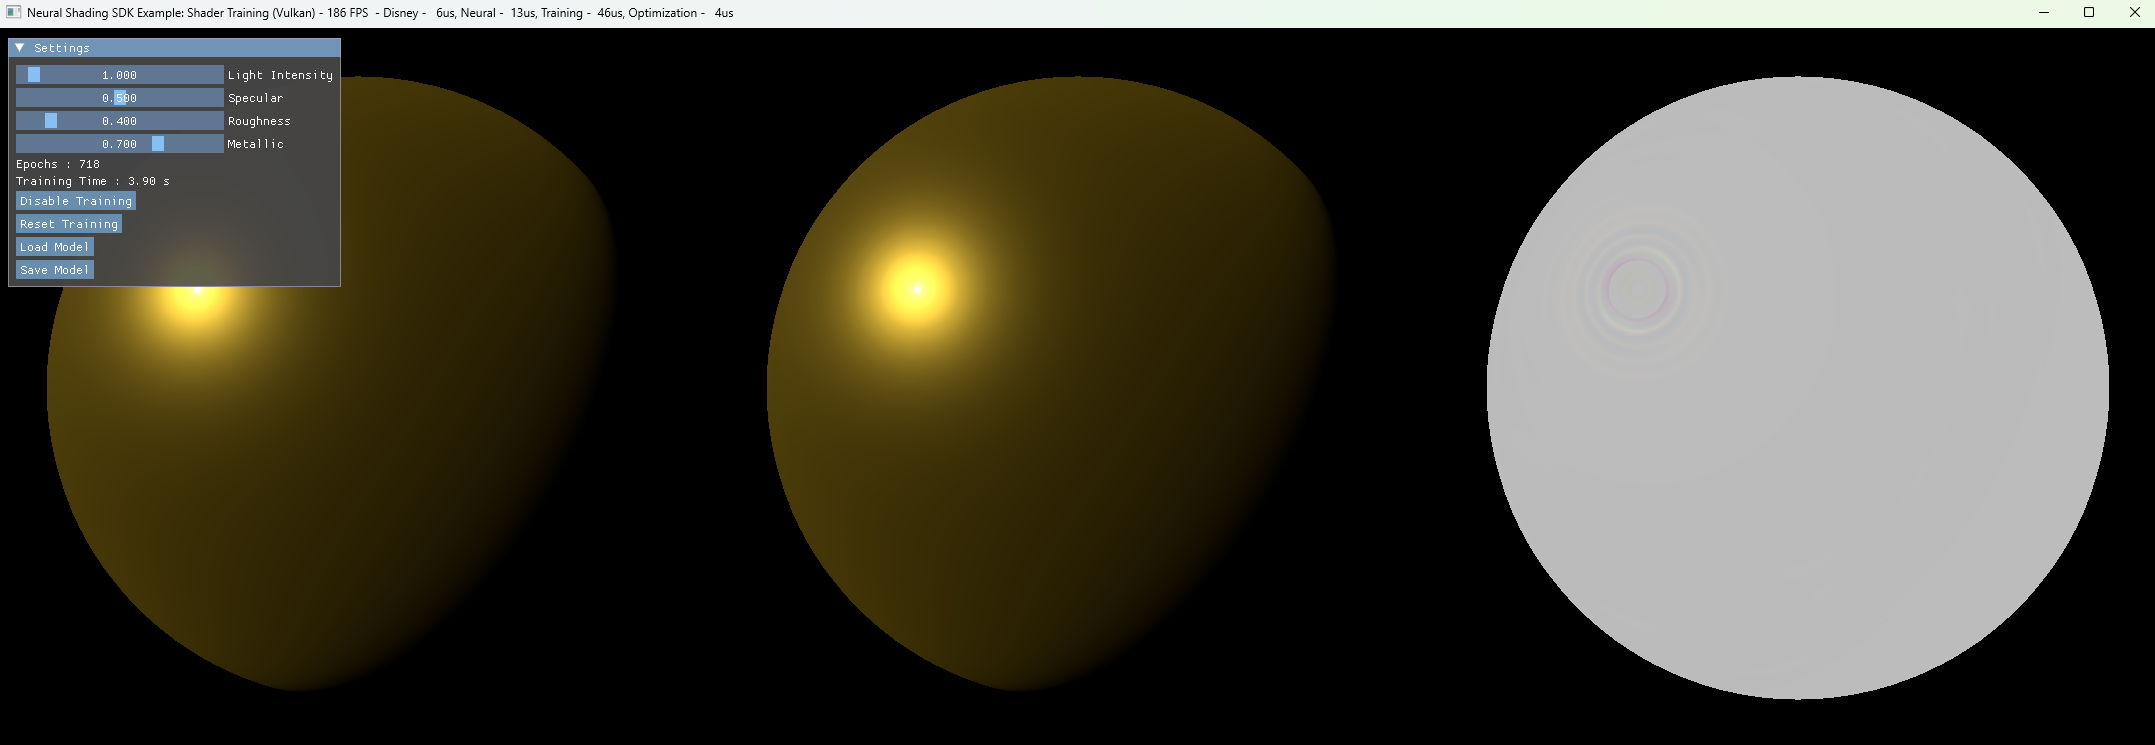 Neural Shading SDK Example: Shader Training (Vulkan) - 186 FPS - Disney - 6us, Neural - 13us, Training - 46us, Optimization - 4us
Settings
1.000 Light Intensity
0.500 Specular
0.400 Roughness
0.700 Metallic
Epochs : 718
Training Time : 3.90 s
Disable Training
Reset Training
Load Model
Save Model